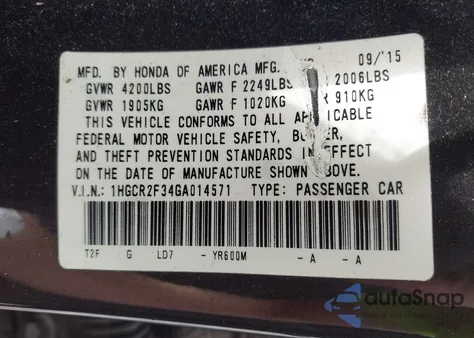 MFD. BY HONDA OF AMERICA MFG. 09/'15
GVWR 4200LBS GAWR F 2249LBS 2006LBS
GVWR 1905KG GAWR F 1020KG R 910KG
THIS VEHICLE CONFORMS TO ALL APPLICABLE
FEDERAL MOTOR VEHICLE SAFETY,
AND THEFT PREVENTION STANDARDS IN EFFECT
ON THE DATE OF MANUFACTURE SHOWN ABOVE.
V.I.N.: 1HGCR2F34GA014571 TYPE: PASSENGER CAR
T2F G LD7 - YR600M - A - A
autoSnap